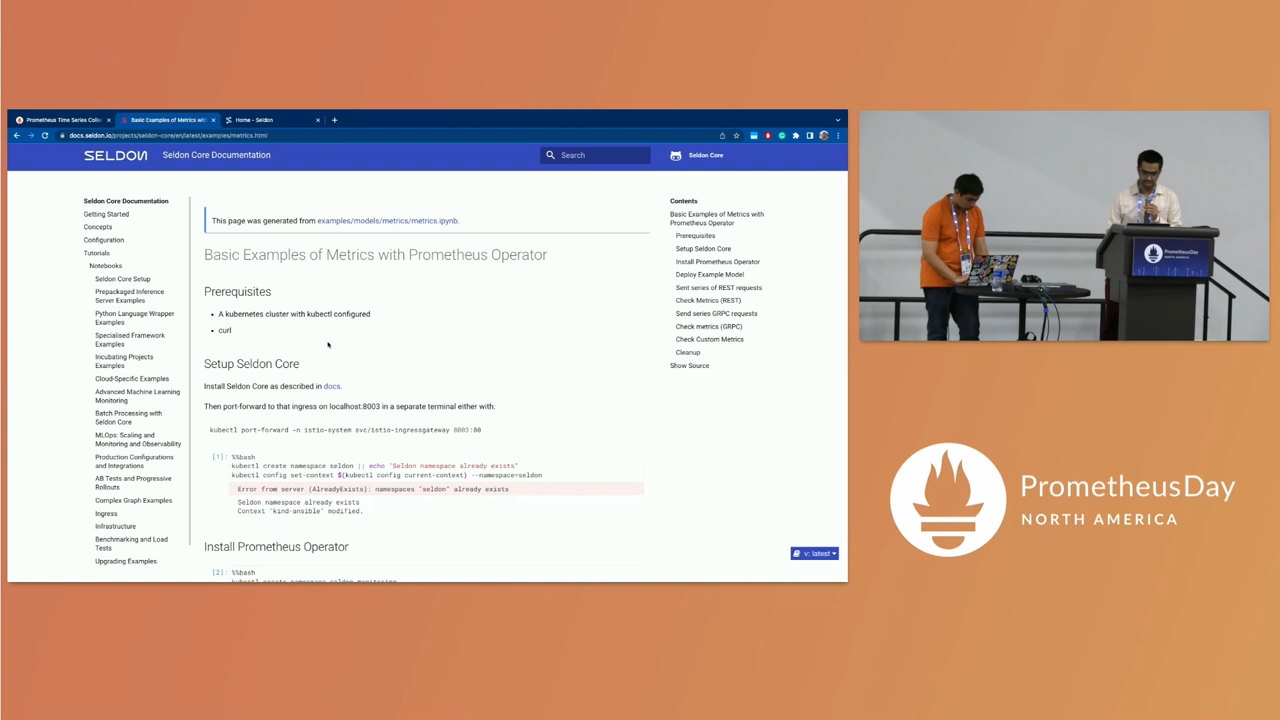 Prometheus Time Series Colle
Basic Examples of Metrics with
Home - Seldon
docs.seldon.io/projects/seldon-core/en/latest/examples/metrics.html
SELDON
Seldon Core Documentation
Search
Seldon Core
Seldon Core Documentation
Getting Started
Concepts
Configuration
Tutorials
Notebooks
Seldon Core Setup
Prepackaged Inference
Server Examples
Python Language Wrapper
Examples
Specialised Framework
Examples
Incubating Projects
Examples
Cloud-Specific Examples
Advanced Machine Learning
Monitoring
Batch Processing with
Seldon Core
MLOps: Scaling and
Monitoring and Observability
Production Configurations
and Integrations
AB Tests and Progressive
Rollouts
Complex Graph Examples
Ingress
Infrastructure
Benchmarking and Load
Tests
Upgrading Examples
This page was generated from examples/models/metrics/metrics.ipynb.
Basic Examples of Metrics with Prometheus Operator
Prerequisites
A kubernetes cluster with kubectl configured
curl
Setup Seldon Core
Install Seldon Core as described in docs.
Then port-forward to that ingress on localhost:8003 in a separate terminal either with:
kubectl port-forward -n istio-system svc/istio-ingressgateway 8003:80
[1]: %%bash
kubectl create namespace seldon || echo "Seldon namespace already exists"
kubectl config set-context $(kubectl config current-context) --namespace=seldon
Error from server (AlreadyExists): namespaces "seldon" already exists
Seldon namespace already exists
Context "kind-ansible" modified.
Install Prometheus Operator
[2]: %%bash
kubectl create namespace seldon-monitoring
Contents
Basic Examples of Metrics with
Prometheus Operator
Prerequisites
Setup Seldon Core
Install Prometheus Operator
Deploy Example Model
Sent series of REST requests
Check Metrics (REST)
Send series GRPC requests
Check metrics (GRPC)
Check Custom Metrics
Cleanup
Show Source
v: latest
PrometheusDay
NORTH AMERICA
PrometheusDay
NORTH AMERICA